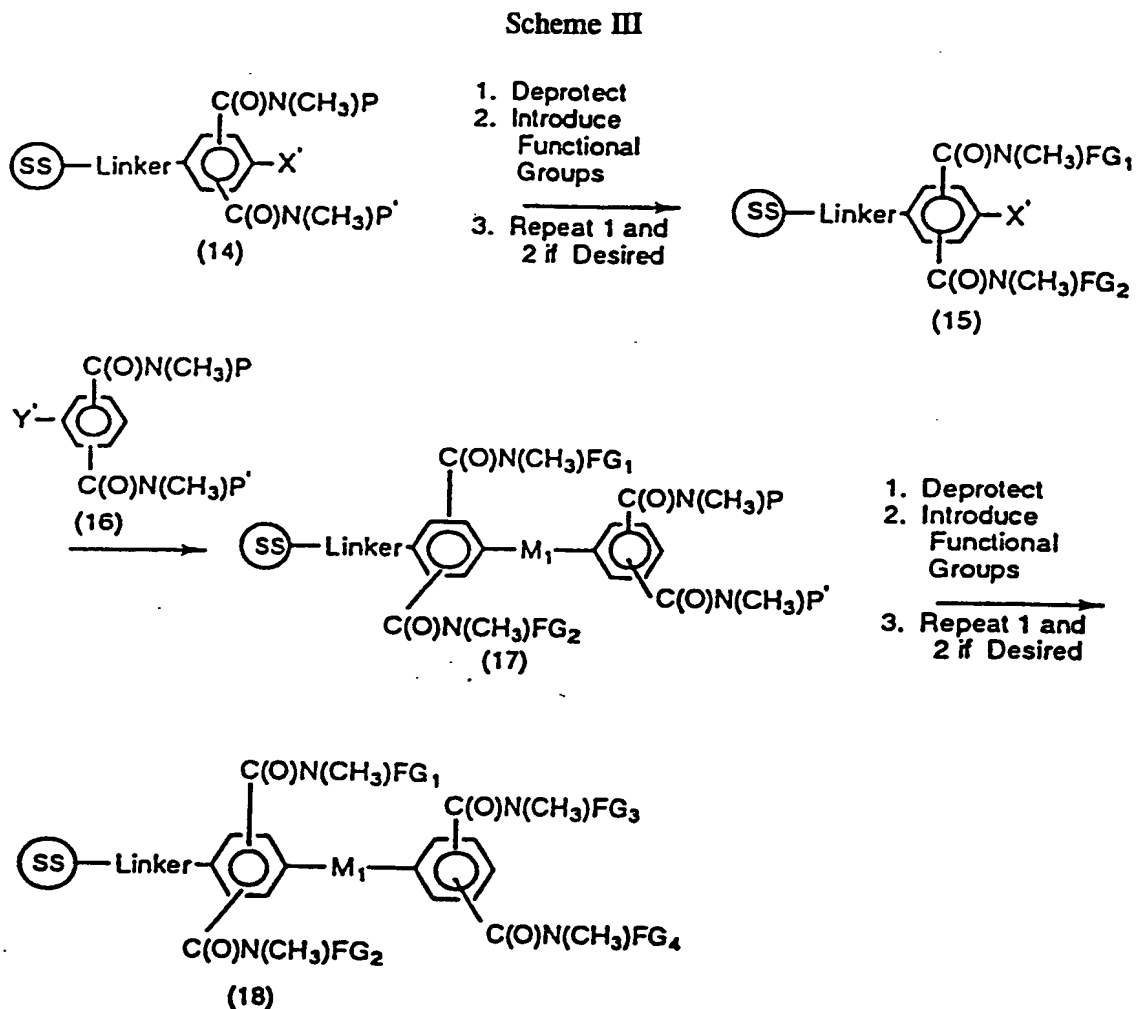 Scheme III
C(O)N(CH₃)P
SS—Linker—X'
C(O)N(CH₃)P'
(14)
1. Deprotect
2. Introduce
Functional
Groups
3. Repeat 1 and
2 if Desired
C(O)N(CH₃)FG₁
SS—Linker—X'
C(O)N(CH₃)FG₂
(15)
C(O)N(CH₃)P
Y'
C(O)N(CH₃)P'
(16)
C(O)N(CH₃)FG₁
C(O)N(CH₃)P
SS—Linker—M₁
C(O)N(CH₃)P'
C(O)N(CH₃)FG₂
(17)
1. Deprotect
2. Introduce
Functional
Groups
3. Repeat 1 and
2 if Desired
C(O)N(CH₃)FG₁
C(O)N(CH₃)FG₃
SS—Linker—M₁
C(O)N(CH₃)FG₂
C(O)N(CH₃)FG₄
(18)